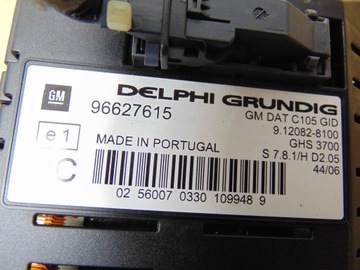 DELPHI GRUNDIG
GM
96627615
GM DAT C105 GID
9.12082-8100
e1
MADE IN PORTUGAL
GHS 3700
S 7.8.1/H D2.05
44/06
C
02 56007 0330 109948 9